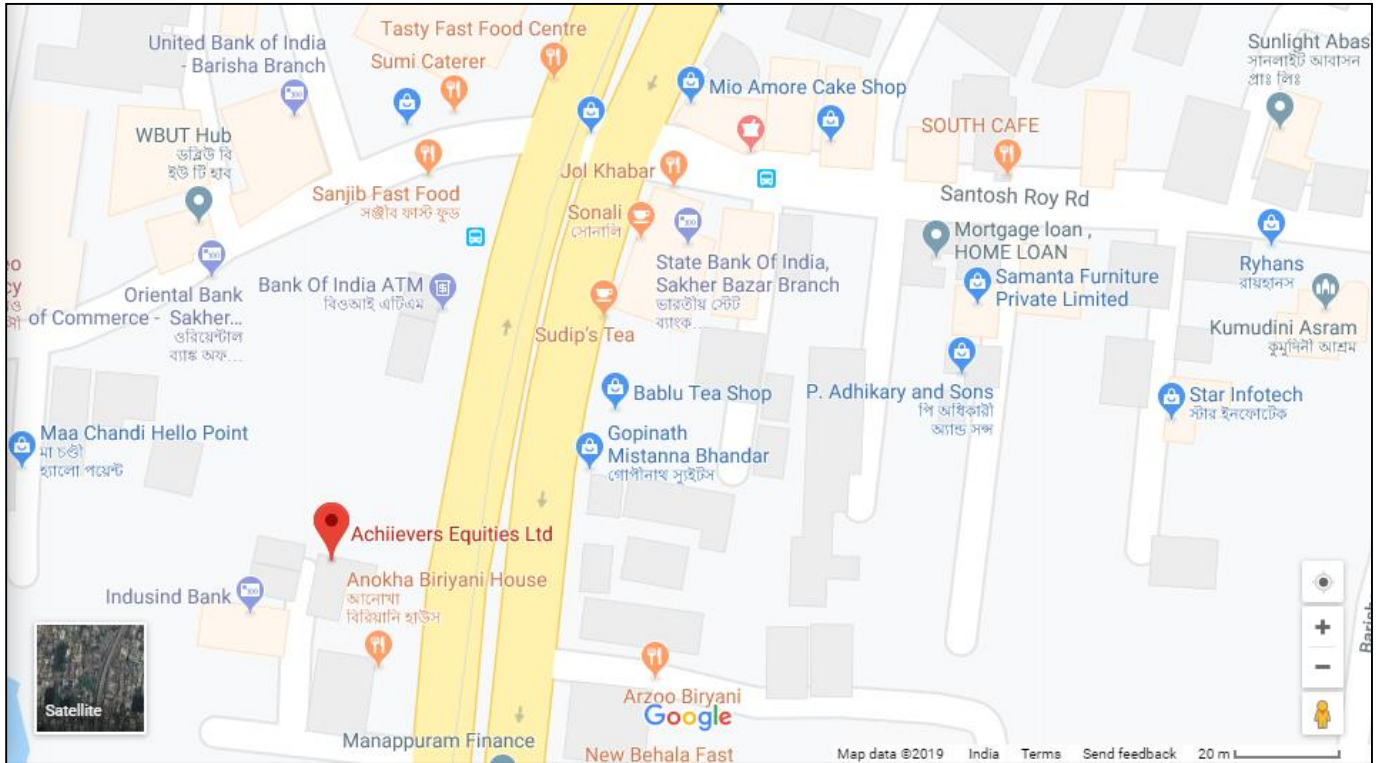 Tasty Fast Food Centre
United Bank of India
- Barisha Branch
Sumi Caterer
Sunlight Abas
সানলাইট আবাসন
প্রাঃ লিঃ
Mio Amore Cake Shop
WBUT Hub
ডব্লিউ বি
ইউ টি হাব
SOUTH CAFE
Jol Khabar
Sanjib Fast Food
সঞ্জীব ফাস্ট ফুড
Santosh Roy Rd
Sonali
সোনালি
Mortgage loan ,
HOME LOAN
State Bank Of India,
Sakher Bazar Branch
ভারতীয় স্টেট
ব্যাংক...
Ryhans
রায়হানস
Bank Of India ATM
বিওআই এটিএম
Samanta Furniture
Private Limited
Oriental Bank
of Commerce - Sakher...
ওরিয়েন্টাল
ব্যাঙ্ক অফ...
Sudip's Tea
Kumudini Asram
কুমুদিনী আশ্রম
Bablu Tea Shop
P. Adhikary and Sons
পি অধিকারী
অ্যান্ড সন্স
Star Infotech
স্টার ইনফোটেক
Maa Chandi Hello Point
মা চণ্ডী
হ্যালো পয়েন্ট
Gopinath
Mistanna Bhandar
গোপীনাথ স্যুইটস
Achiievers Equities Ltd
Anokha Biriyani House
আনোখা
বিরিয়ানি হাউস
Indusind Bank
Satellite
Arzoo Biryani
Google
Manappuram Finance
New Behala Fast
Map data ©2019 India Terms Send feedback 20 m